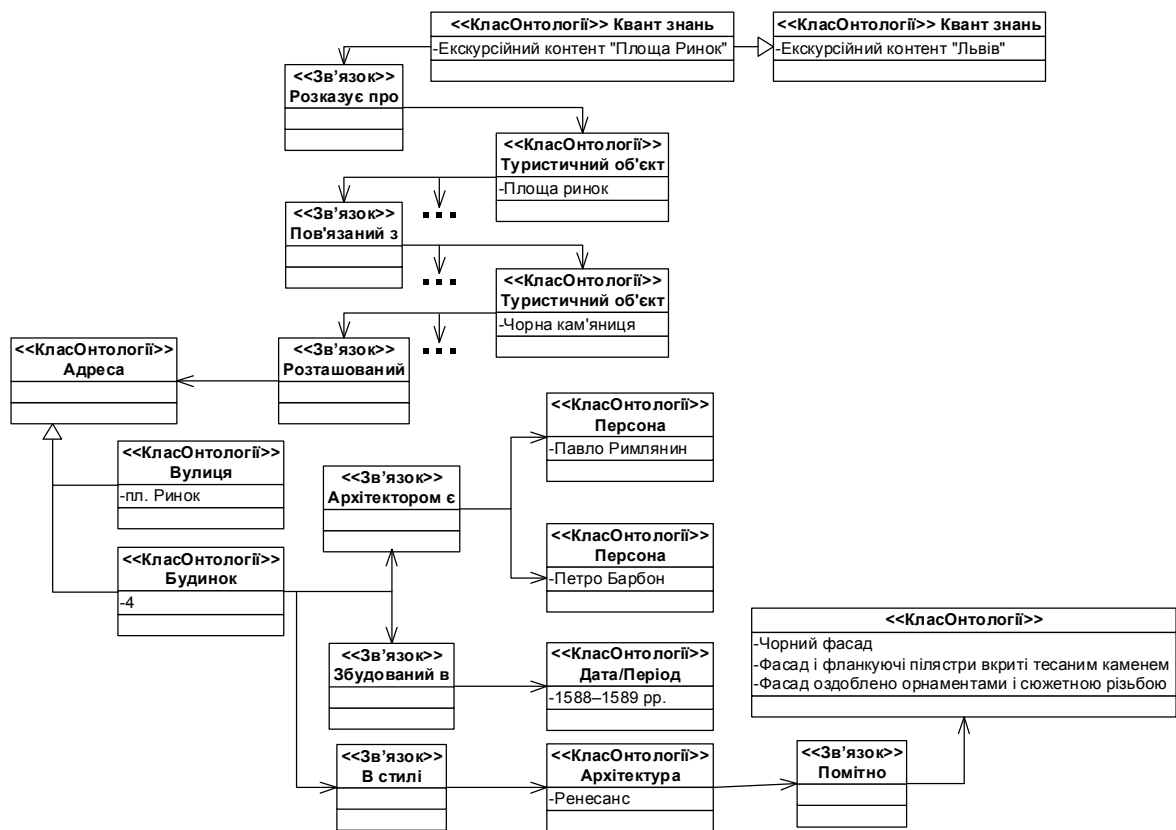 <<КласОнтології>> Квант знань
-Екскурсійний контент "Площа Ринок"
<<КласОнтології>> Квант знань
-Екскурсійний контент "Львів"
<<Зв’язок>>
Розказує про
<<КласОнтології>>
Туристичний об'єкт
-Площа ринок
<<Зв’язок>>
Пов'язаний з
<<КласОнтології>>
Туристичний об'єкт
-Чорна кам'яниця
<<КласОнтології>>
Адреса
<<Зв’язок>>
Розташований
<<КласОнтології>>
Персона
-Павло Римлянин
<<КласОнтології>>
Вулиця
-пл. Ринок
<<Зв’язок>>
Архітектором є
<<КласОнтології>>
Персона
-Петро Барбон
<<КласОнтології>>
Будинок
-4
<<КласОнтології>>
-Чорний фасад
-Фасад і фланкуючі пілястри вкриті тесаним каменем
-Фасад оздоблено орнаментами і сюжетною різьбою
<<Зв’язок>>
Збудований в
<<КласОнтології>>
Дата/Період
-1588–1589 рр.
<<Зв’язок>>
В стилі
<<КласОнтології>>
Архітектура
-Ренесанс
<<Зв’язок>>
Помітно